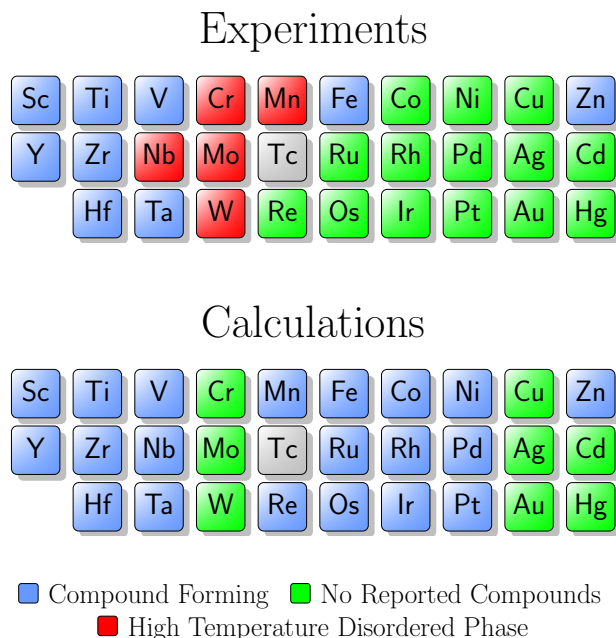 Experiments
Sc Ti V Cr Mn Fe Co Ni Cu Zn
Y Zr Nb Mo Tc Ru Rh Pd Ag Cd
Hf Ta W Re Os Ir Pt Au Hg
Calculations
Sc Ti V Cr Mn Fe Co Ni Cu Zn
Y Zr Nb Mo Tc Ru Rh Pd Ag Cd
Hf Ta W Re Os Ir Pt Au Hg
Compound Forming No Reported Compounds
High Temperature Disordered Phase